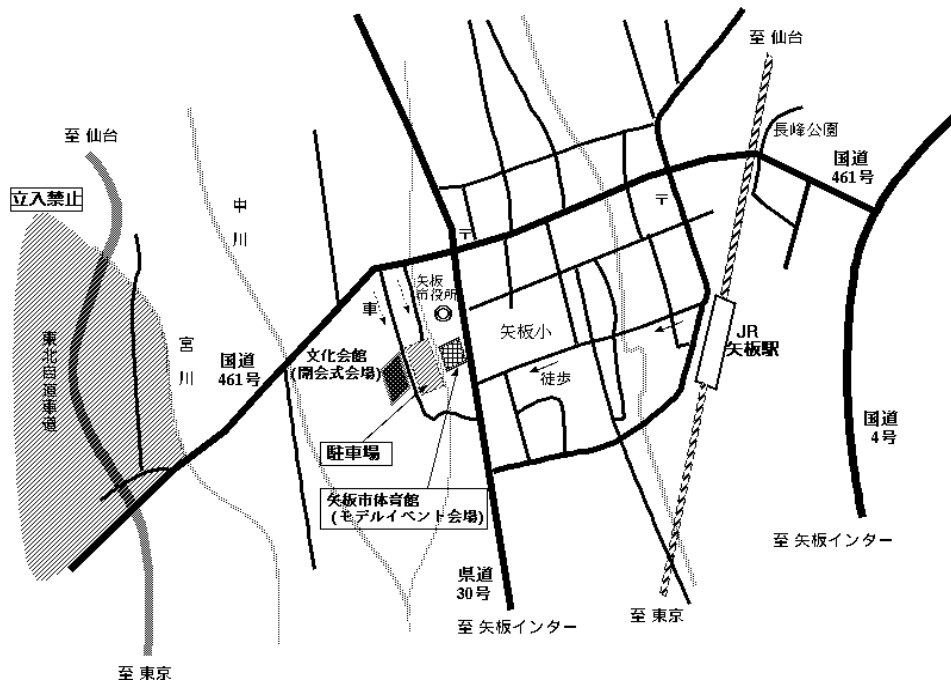 至 仙台
至 仙台
長峰公園
国道
461号
立入禁止
中
川
〒
〒
矢板
市役所
車
矢板小
JR
矢板駅
東北自動車道
宮
川
国道
461号
文化会館
(閉会式会場)
徒歩
国道
4号
駐車場
矢板市体育館
(モデルイベント会場)
至 矢板インター
県道
30号
至 東京
至 矢板インター
至 東京